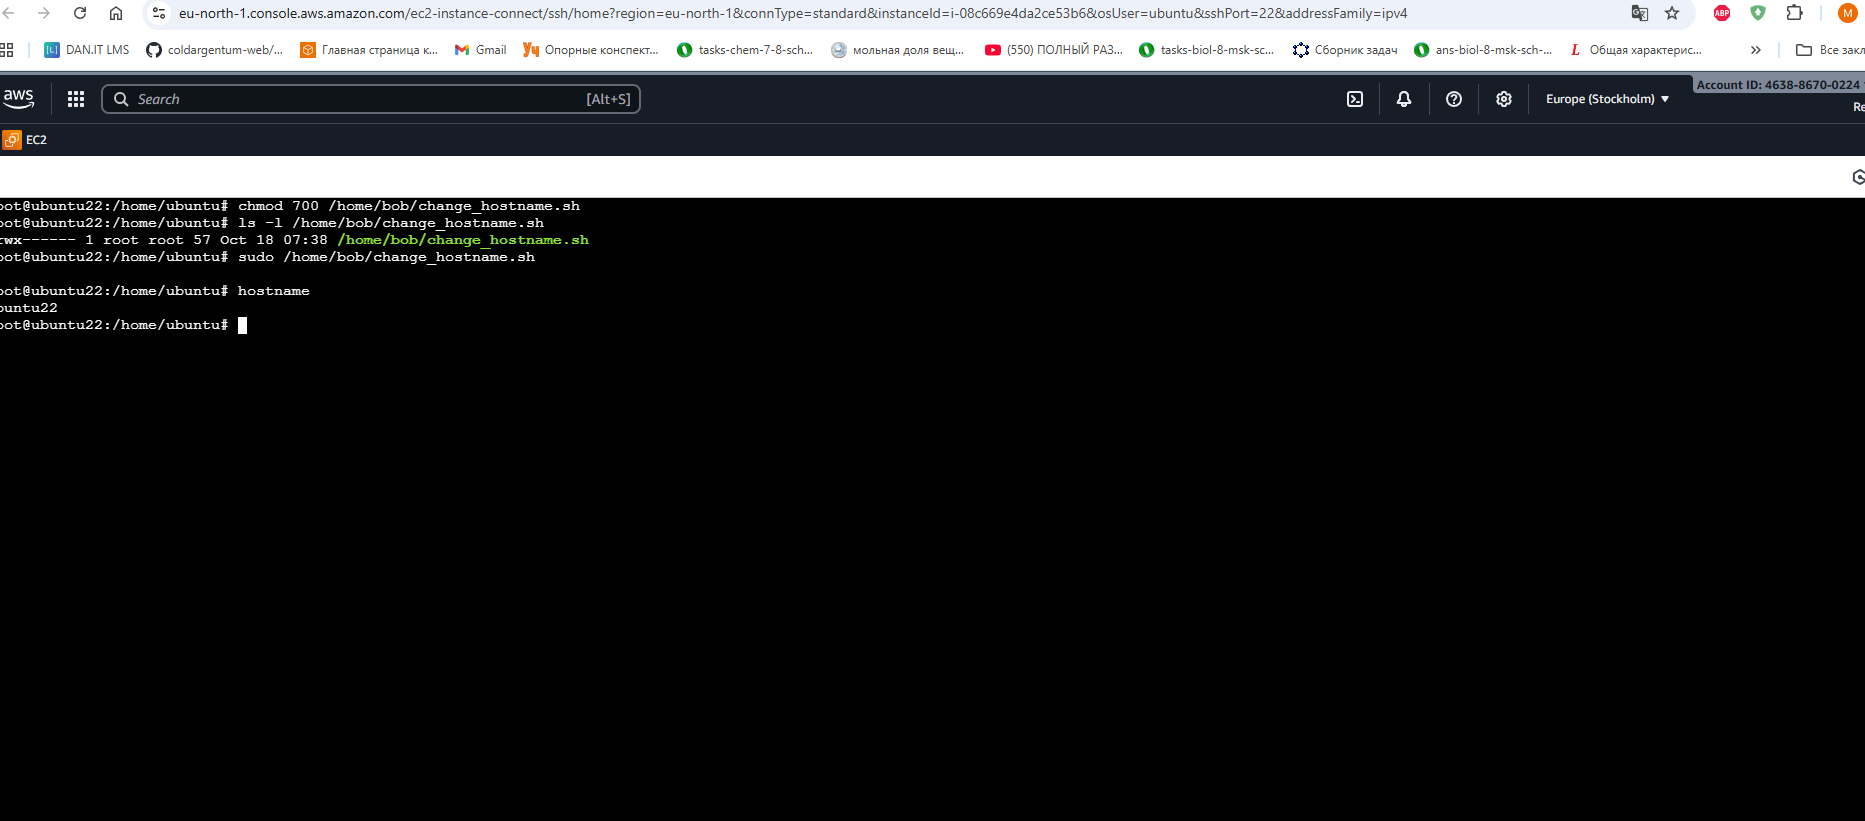 eu-north-1.console.aws.amazon.com/ec2-instance-connect/ssh/home?region=eu-north-1&connType=standard&instanceId=i-08c669e4da2ce53b6&osUser=ubuntu&sshPort=22&addressFamily=ipv4
ABP
M
[L] DAN.IT LMS coldargentum-web/... Главная страница к... Gmail Уч Опорные конспект... tasks-chem-7-8-sch... мольная доля вещ... (550) ПОЛНЫЙ РАЗ... tasks-biol-8-msk-sc... Сборник задач ans-biol-8-msk-sch-... L Общая характерис... » Все закл
aws Search [Alt+S] Europe (Stockholm) ▼ Account ID: 4638-8670-0224
Re
EC2
oot@ubuntu22:/home/ubuntu# chmod 700 /home/bob/change_hostname.sh
oot@ubuntu22:/home/ubuntu# ls -l /home/bob/change_hostname.sh
rwx------ 1 root root 57 Oct 18 07:38 /home/bob/change_hostname.sh
oot@ubuntu22:/home/ubuntu# sudo /home/bob/change_hostname.sh
oot@ubuntu22:/home/ubuntu# hostname
buntu22
oot@ubuntu22:/home/ubuntu#